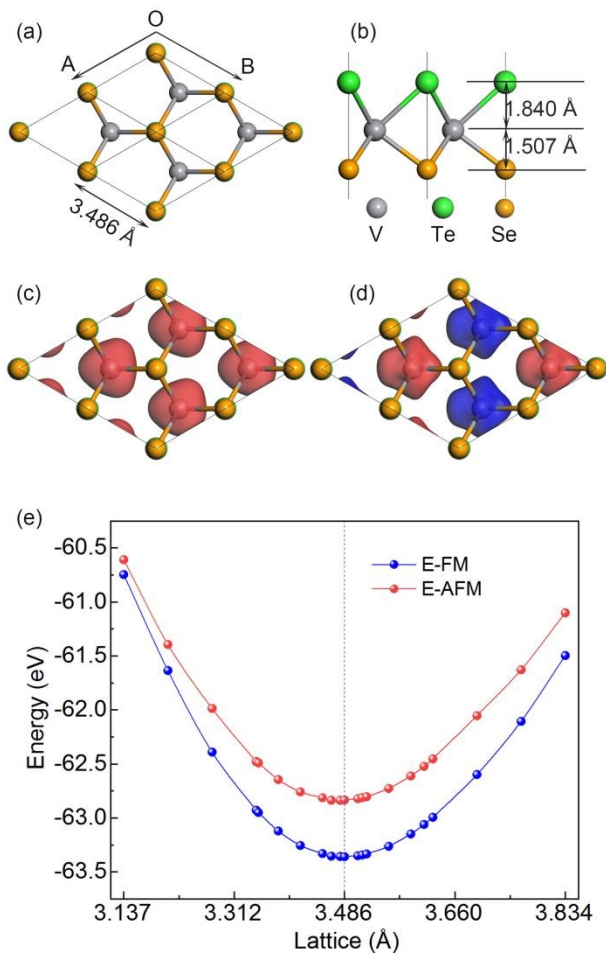 (a)
O
A
B
3.486 Å
(b)
1.840 Å
1.507 Å
V Te Se
(c)
(d)
(e)
E-FM
E-AFM
Energy (eV)
-60.5
-61.0
-61.5
-62.0
-62.5
-63.0
-63.5
3.137 3.312 3.486 3.660 3.834
Lattice (Å)